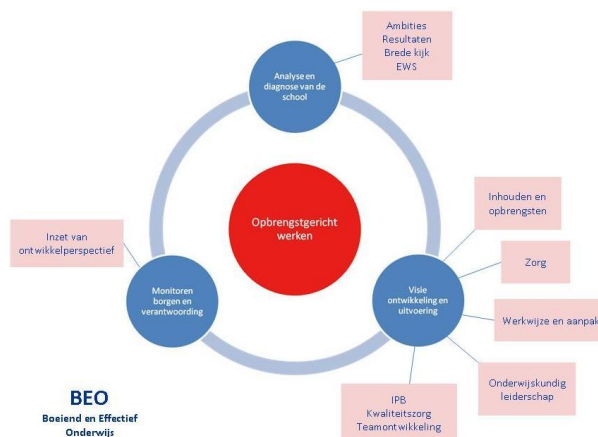 Ambities
Resultaten
Brede kijk
EWS
Analyse en
diagnose van de
school
Opbrengstgericht
werken
Inhouden en
opbrengsten
Zorg
Inzet van
ontwikkelperspectief
Monitoren
borgen en
verantwoording
Visie
ontwikkeling en
uitvoering
Werkwijze en aanpak
Onderwijskundig
leiderschap
IPB
Kwaliteitszorg
Teamontwikkeling
BEO
Boeiend en Effectief
Onderwijs